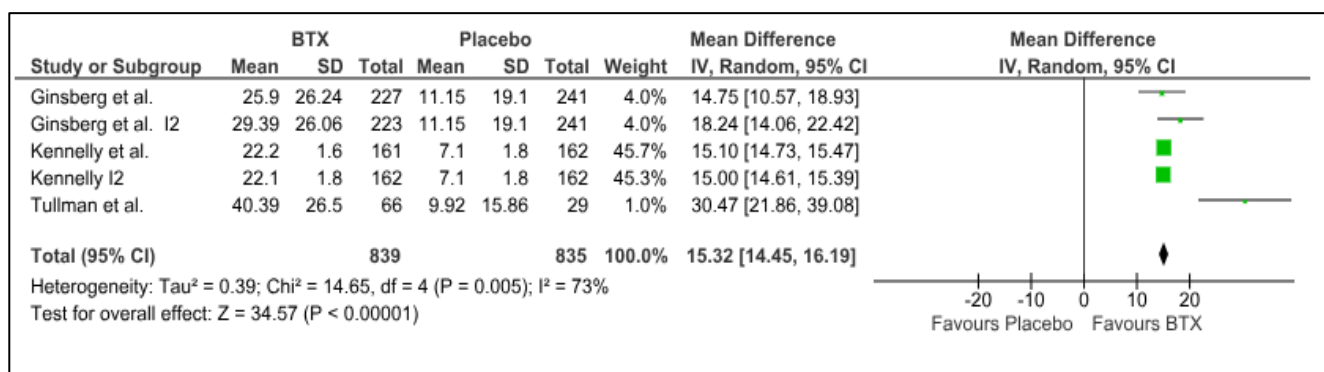 BTX Placebo Mean Difference Mean Difference
Study or Subgroup Mean SD Total Mean SD Total Weight IV, Random, 95% CI IV, Random, 95% CI
Ginsberg et al. 25.9 26.24 227 11.15 19.1 241 4.0% 14.75 [10.57, 18.93]
Ginsberg et al. I2 29.39 26.06 223 11.15 19.1 241 4.0% 18.24 [14.06, 22.42]
Kennelly et al. 22.2 1.6 161 7.1 1.8 162 45.7% 15.10 [14.73, 15.47]
Kennelly I2 22.1 1.8 162 7.1 1.8 162 45.3% 15.00 [14.61, 15.39]
Tullman et al. 40.39 26.5 66 9.92 15.86 29 1.0% 30.47 [21.86, 39.08]
Total (95% CI) 839 835 100.0% 15.32 [14.45, 16.19]
Heterogeneity: Tau² = 0.39; Chi² = 14.65, df = 4 (P = 0.005); I² = 73%
Test for overall effect: Z = 34.57 (P < 0.00001)
-20 -10 0 10 20
Favours Placebo Favours BTX